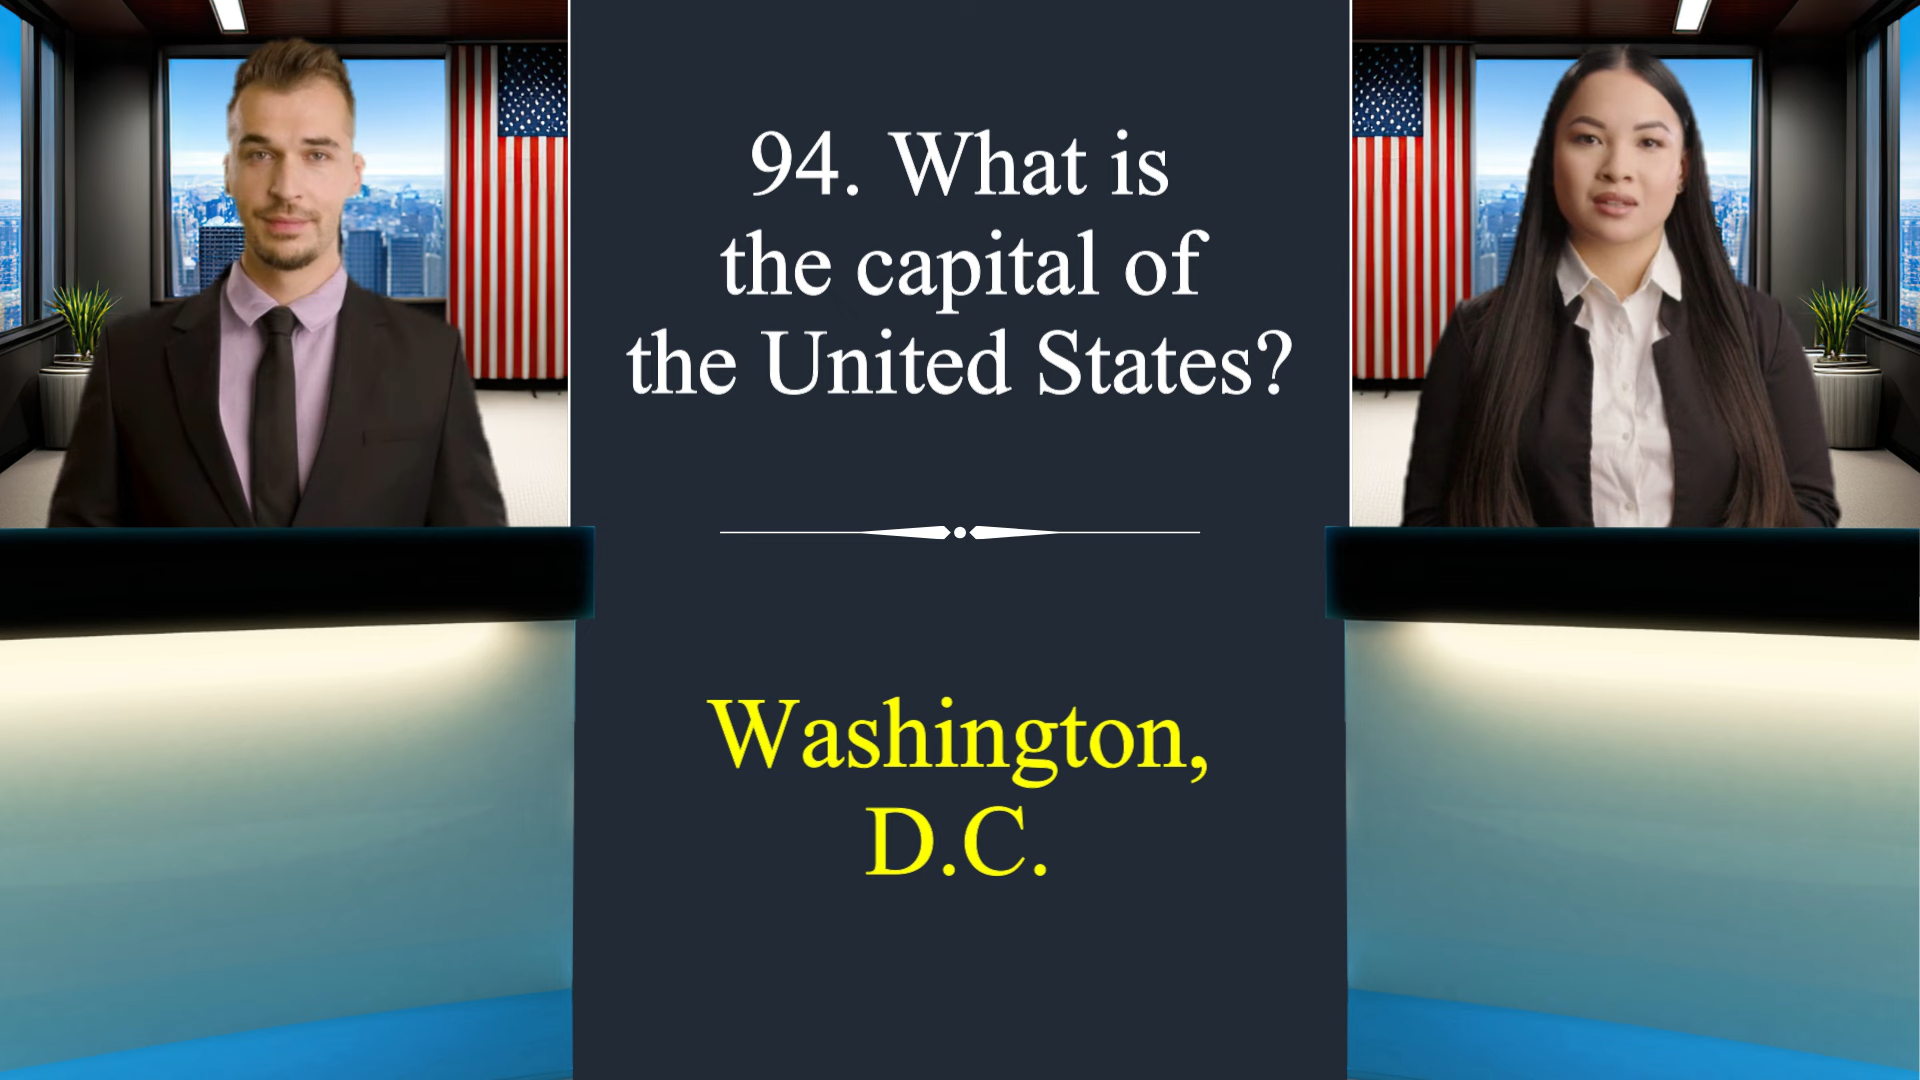 94. What is
the capital of
the United States?
Washington,
D.C.